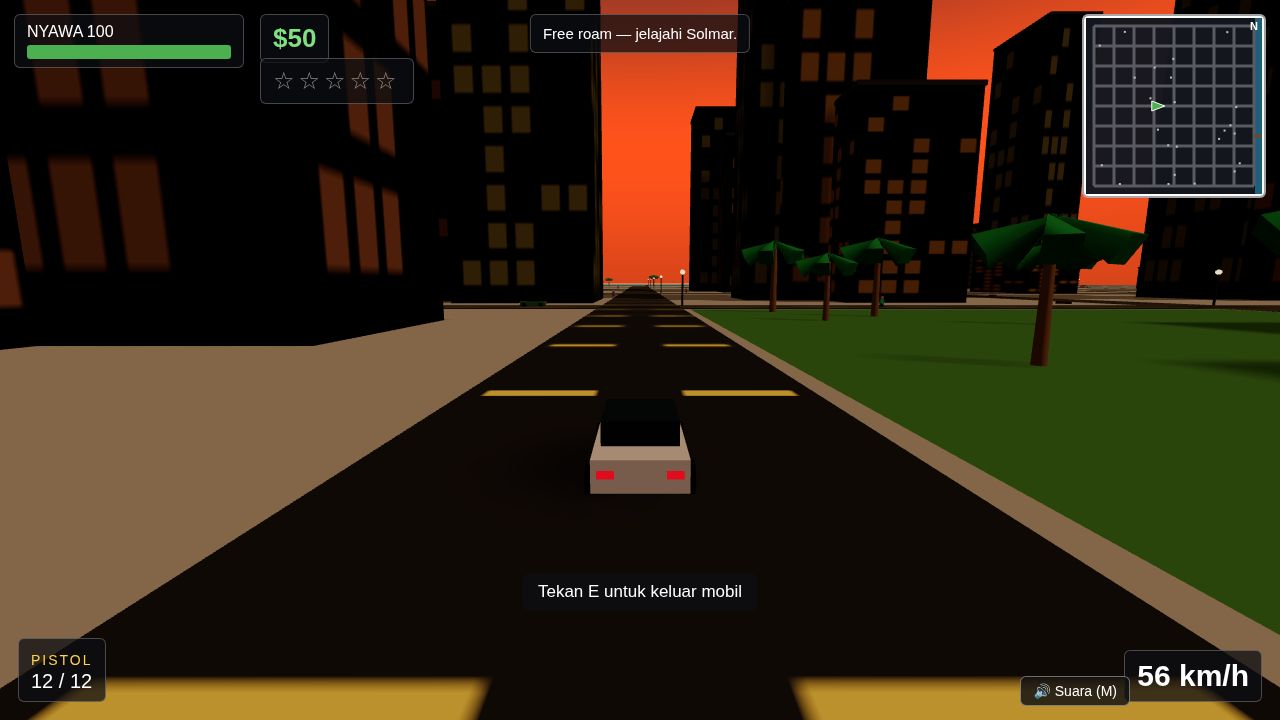 NYAWA 100
$50
☆☆☆☆☆
Free roam — jelajahi Solmar.
N
Tekan E untuk keluar mobil
PISTOL
12 / 12
🔊 Suara (M)
56 km/h